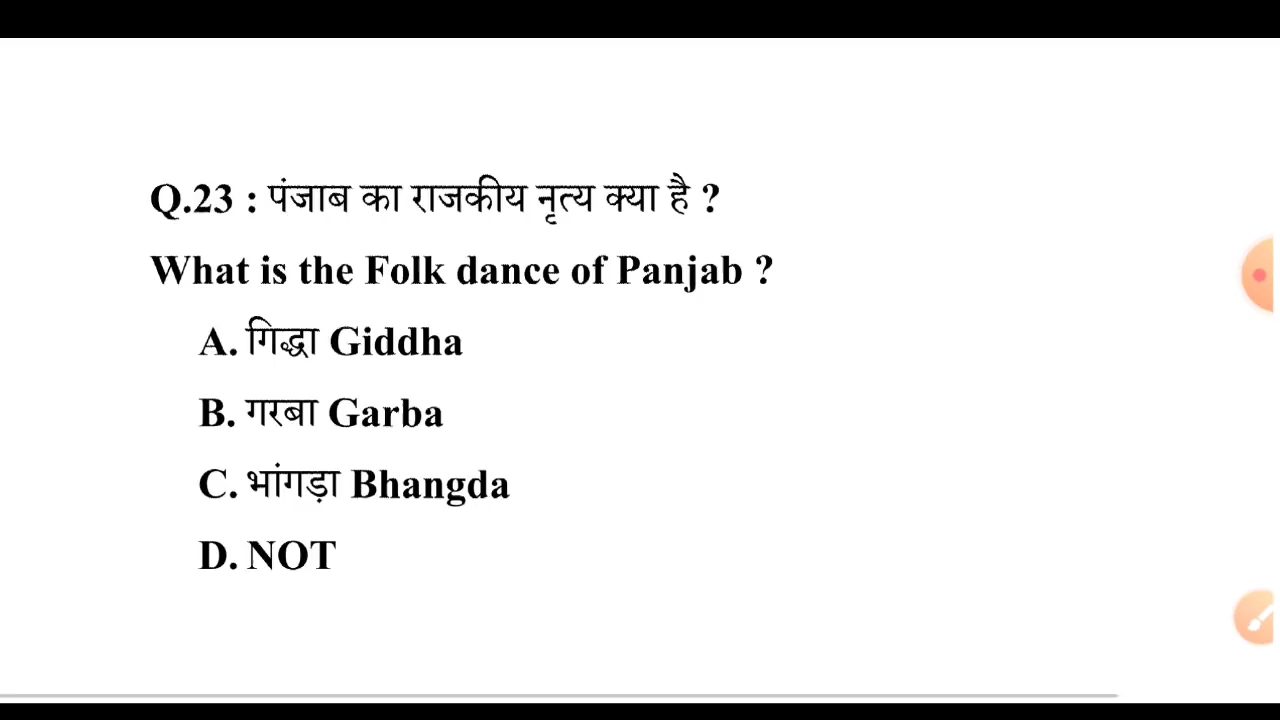 Q.23 : पंजाब का राजकीय नृत्य क्या है ?
What is the Folk dance of Panjab ?
A. गिद्धा Giddha
B. गरबा Garba
C. भांगड़ा Bhangda
D. NOT